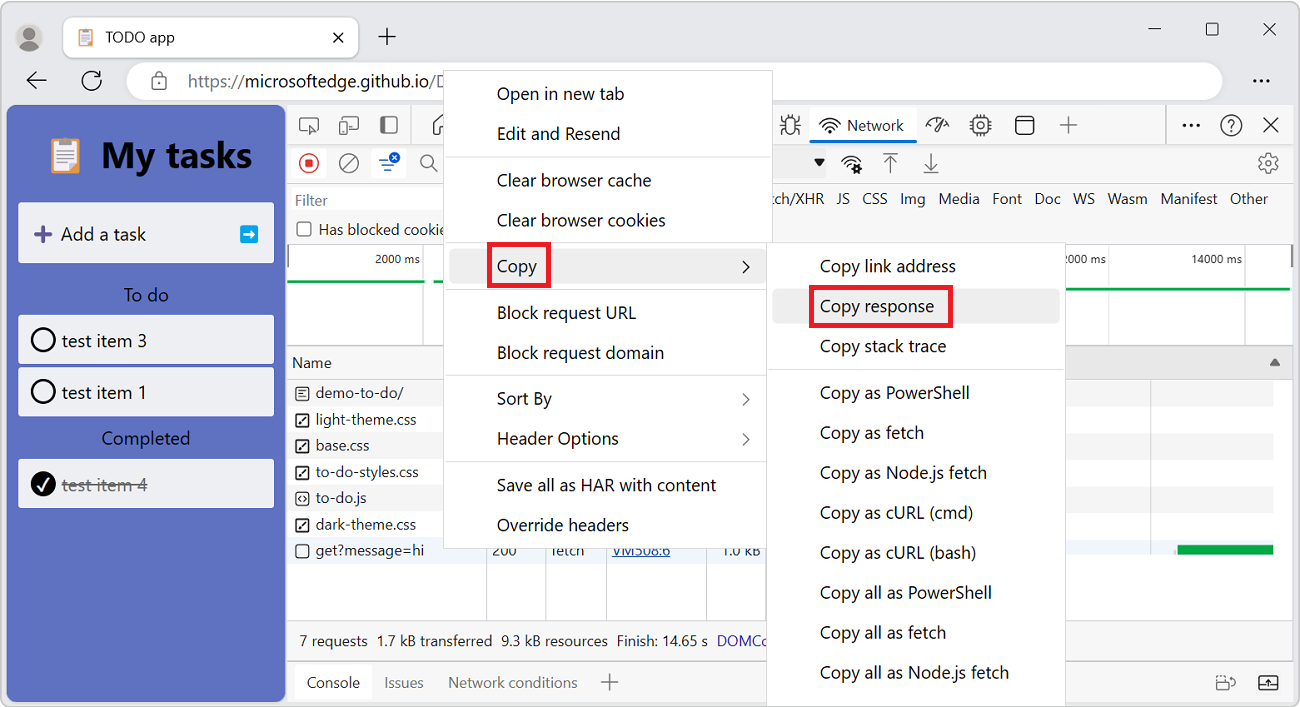 TODO app
https://microsoftedge.github.io/
My tasks
Add a task
To do
test item 3
test item 1
Completed
test item 4
Network
Filter
Fetch/XHR JS CSS Img Media Font Doc WS Wasm Manifest Other
Has blocked cookie
2000 ms
2000 ms
14000 ms
Name
demo-to-do/
light-theme.css
base.css
to-do-styles.css
to-do.js
dark-theme.css
get?message=hi 200 fetch VM508:6 1.0 kB
7 requests 1.7 kB transferred 9.3 kB resources Finish: 14.65 s DOMCo
Console Issues Network conditions
Open in new tab
Edit and Resend
Clear browser cache
Clear browser cookies
Copy
Block request URL
Block request domain
Sort By
Header Options
Save all as HAR with content
Override headers
Copy link address
Copy response
Copy stack trace
Copy as PowerShell
Copy as fetch
Copy as Node.js fetch
Copy as cURL (cmd)
Copy as cURL (bash)
Copy all as PowerShell
Copy all as fetch
Copy all as Node.js fetch